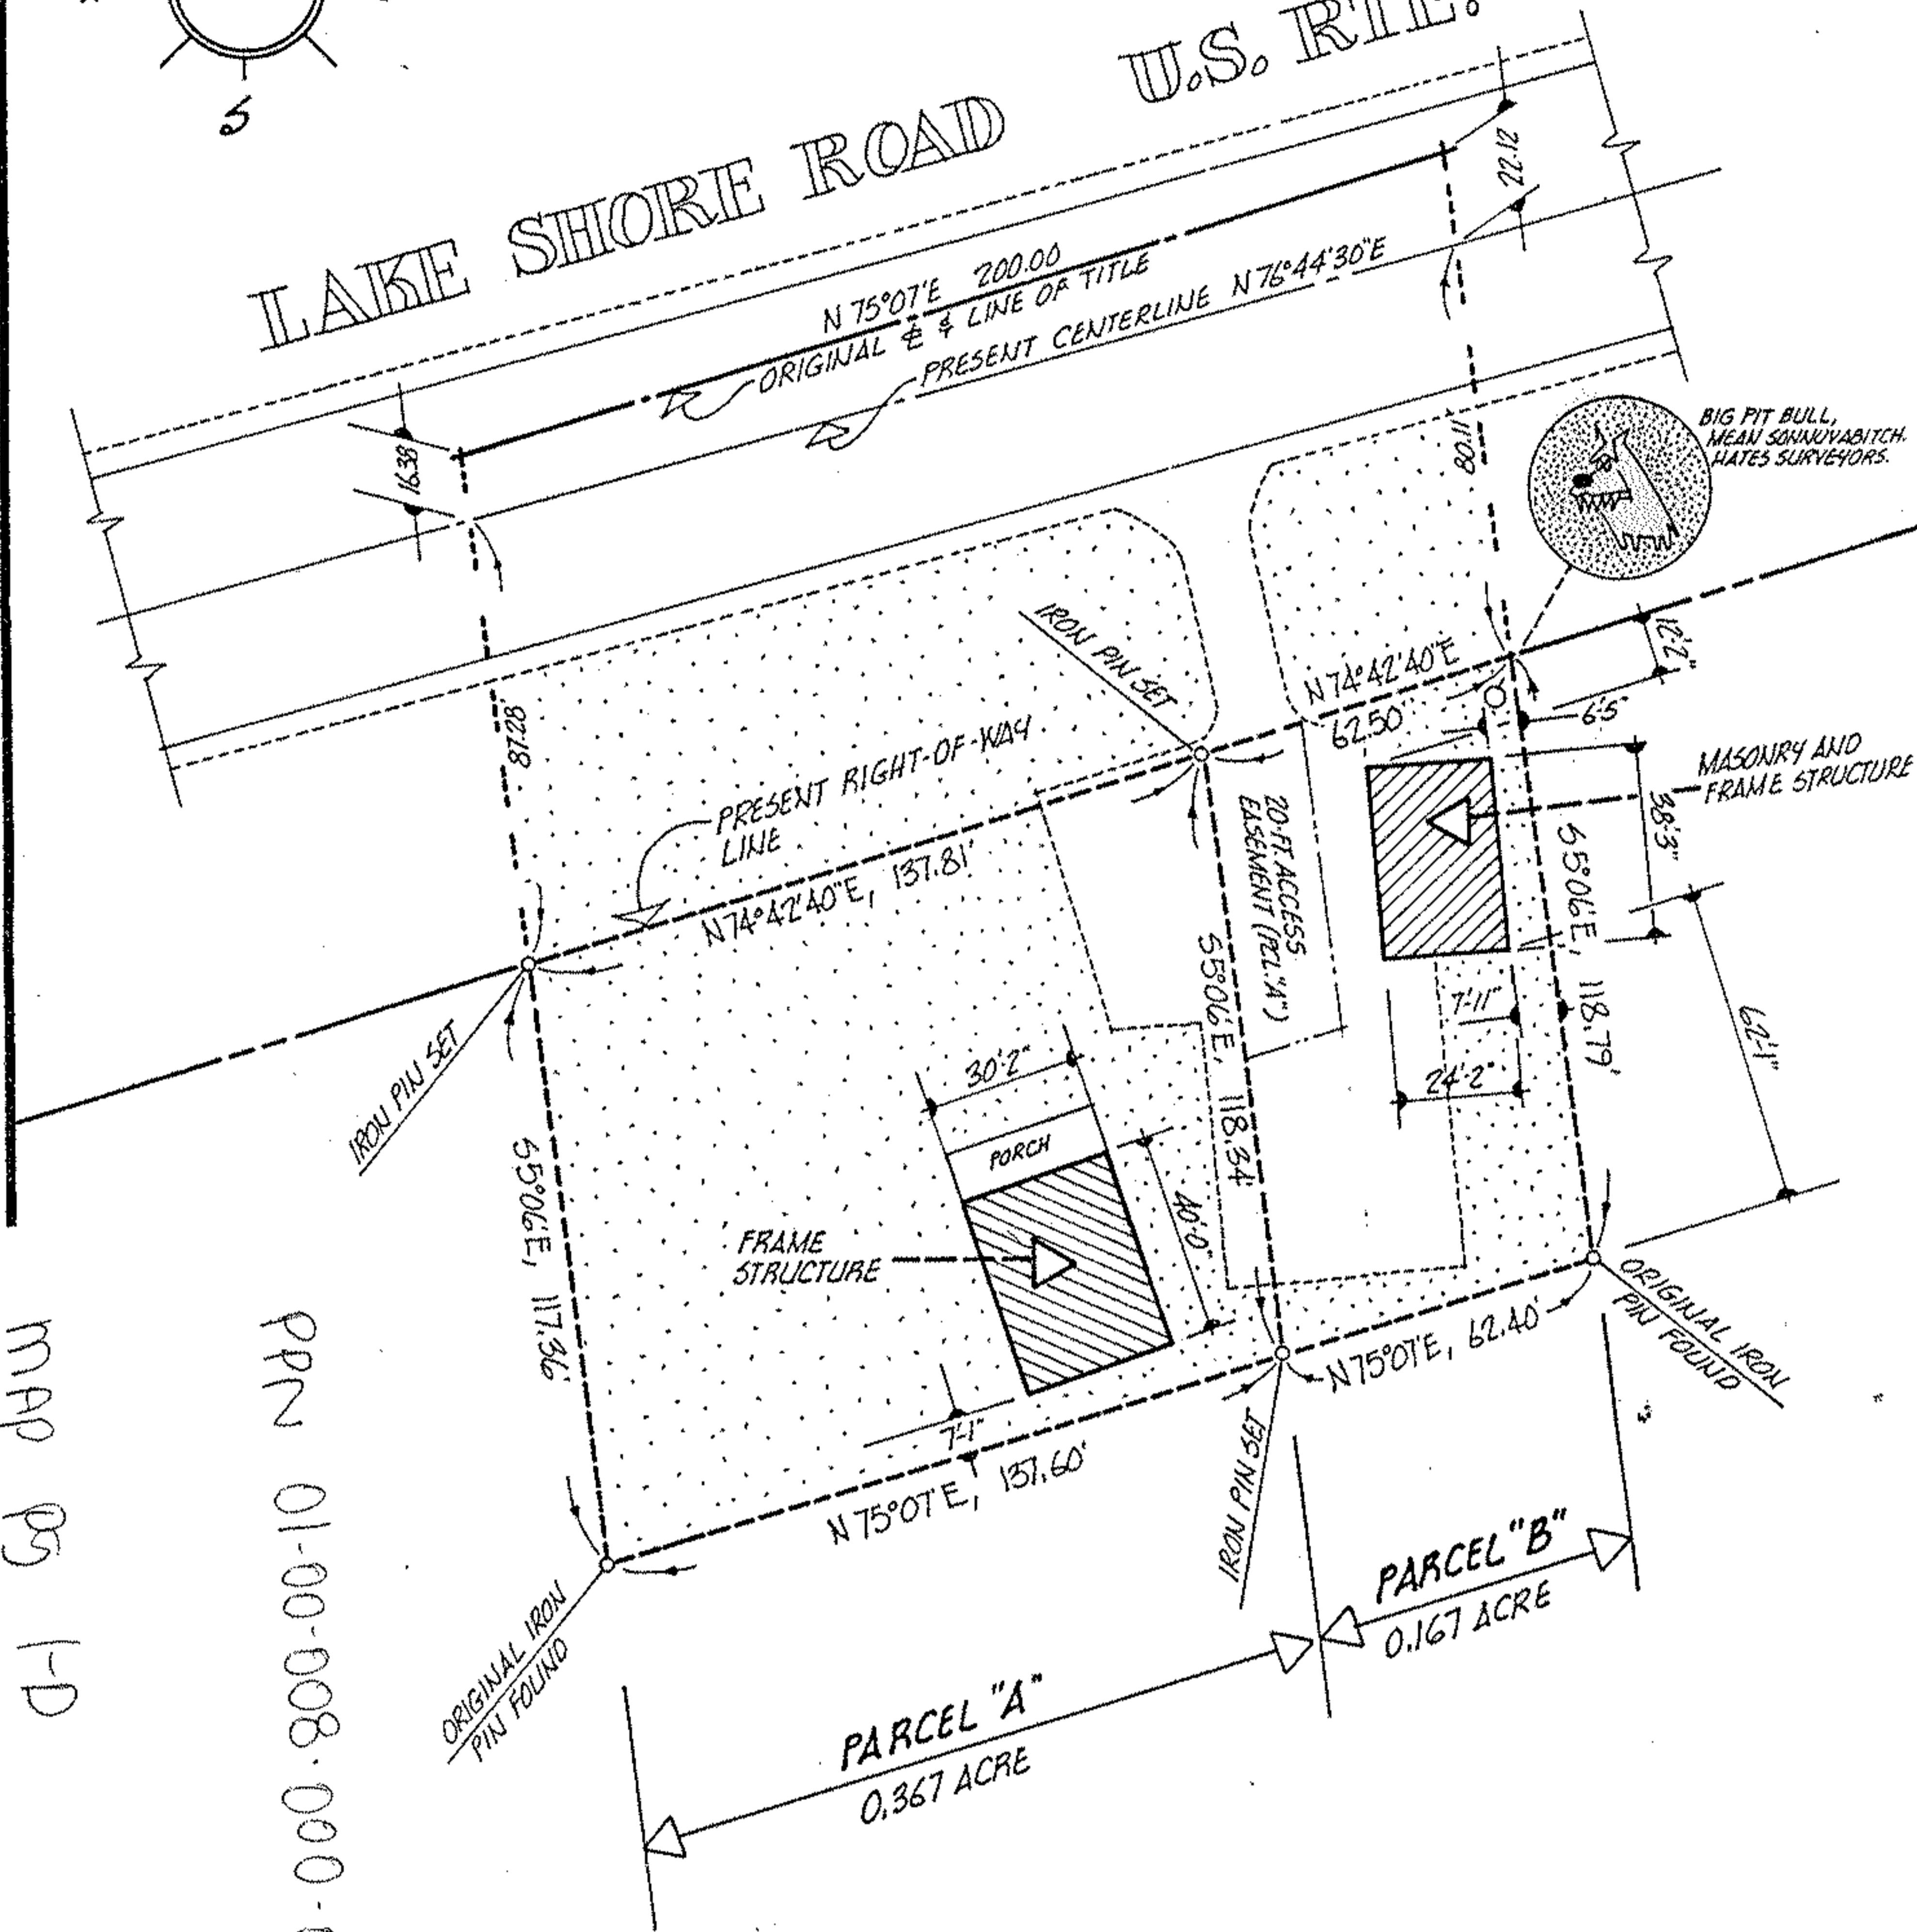 S
LAKE SHORE ROAD U.S. RTE.
22.12
N 75°07'E 200.00
ORIGINAL ℄ & LINE OF TITLE
PRESENT CENTERLINE N 76°44'30"E
16.38
80.11
BIG PIT BULL,
MEAN SONNUVABITCH.
HATES SURVEYORS.
IRON PIN SET
N 74°42'40"E
62.50'
12'-2"
6'-5"
87.28'
PRESENT RIGHT-OF-WAY
LINE
N 74°42'40"E, 137.81'
20-FT. ACCESS
EASEMENT (PCL. "A")
MASONRY AND
FRAME STRUCTURE
38'-3"
S 5°06'E, 118.79'
7'-11"
24'-2"
62'-1"
S 5°06'E, 118.34'
IRON PIN SET
S 5°06'E, 117.36'
30'-2"
PORCH
40'-0"
FRAME
STRUCTURE
7'-1"
N 75°07'E, 137.60'
N 75°07'E, 62.40'
ORIGINAL IRON
PIN FOUND
IRON PIN SET
ORIGINAL IRON
PIN FOUND
PARCEL "B"
0.167 ACRE
PARCEL "A"
0.367 ACRE
PPN 01-00-008-000-
MAP pg 1-D